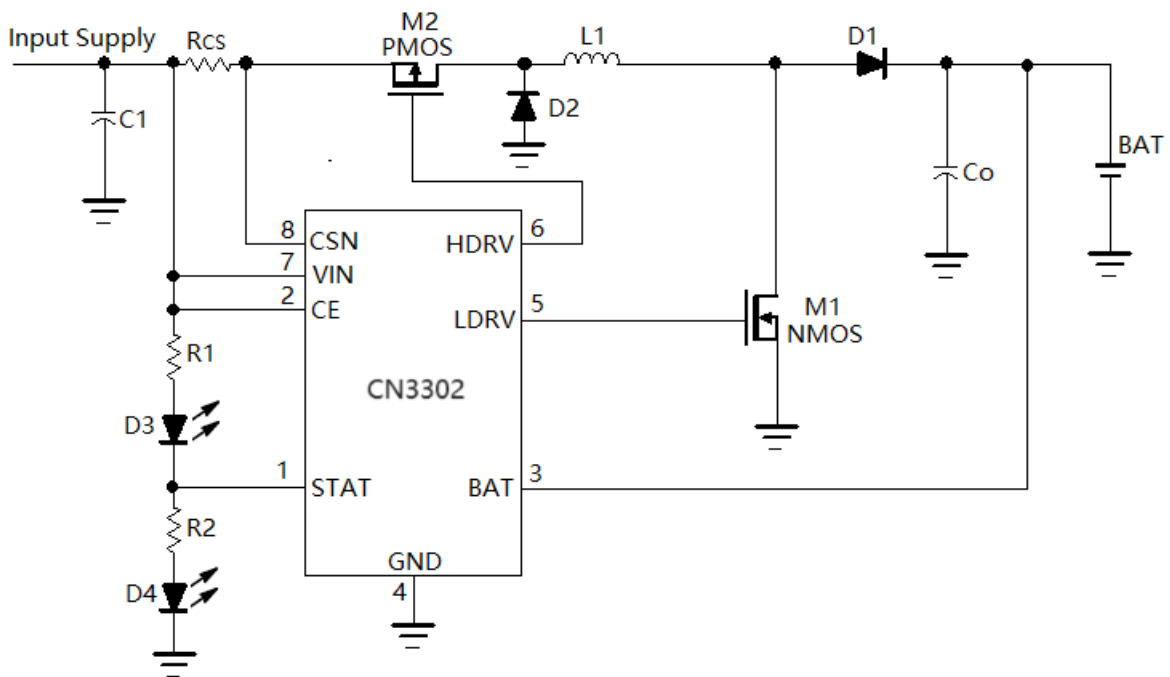 Input Supply
Rcs
M2
PMOS
L1
D1
C1
D2
Co
BAT
8
CSN
HDRV
6
7
VIN
2
CE
LDRV
5
M1
NMOS
R1
CN3302
D3
1
STAT
BAT
3
R2
GND
4
D4